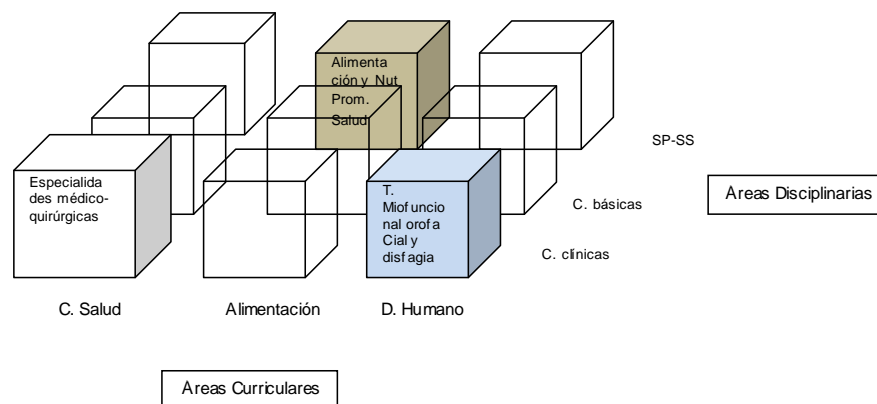 Alimenta
ción y Nut
Prom.
Salud
SP-SS
Especialida
des médico-
quirúrgicas
T.
Miofuncio
nal orofa
Cial y
disfagia
C. básicas
Areas Disciplinarias
C. clínicas
C. Salud
Alimentación
D. Humano
Areas Curriculares